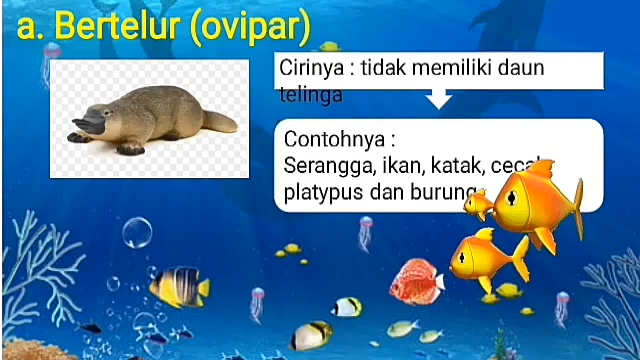 a. Bertelur (ovipar)
Cirinya : tidak memiliki daun
telinga
Contohnya :
Serangga, ikan, katak,
platypus dan burung